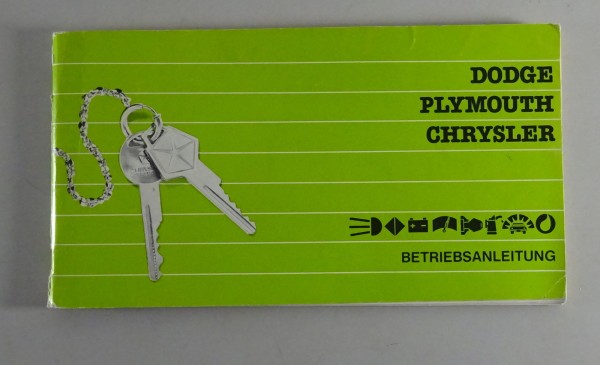 DODGE
PLYMOUTH
CHRYSLER
BETRIEBSANLEITUNG